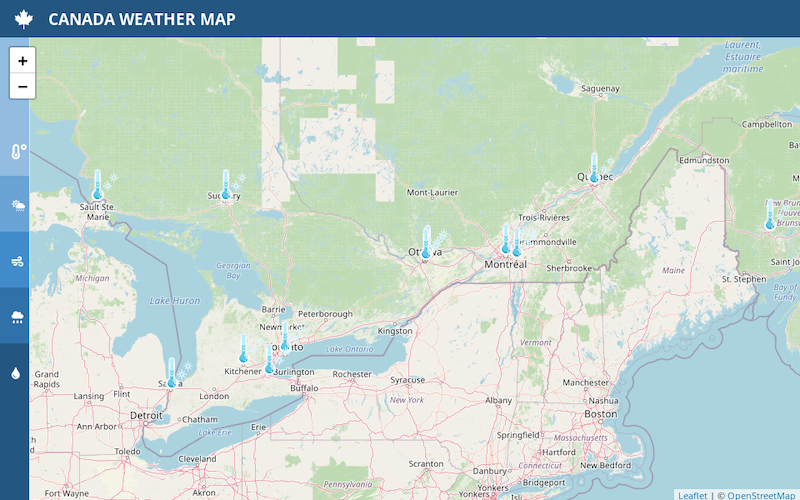 CANADA WEATHER MAP
+
−
Laurent,
Estuaire
maritime
Saguenay
Campbellton
Edmundston
Québec
Mont-Laurier
Sault Ste.
Marie
Sudbury
Trois-Rivières
Drummondville
Ottawa
Montréal
Sherbrooke
Maine
St. Stephen
Saint Jo
Bay of
Georgian
Bay
Michigan
Lake Huron
Barrie
Peterborough
Newmarket
Kingston
Toronto
Lake Ontario
Vermont
Kitchener
Burlington
Rochester
Syracuse
Grand
Rapids
Sarnia
London
Buffalo
New York
Albany
Manchester
Nashua
Boston
Lansing
Flint
Detroit
Chatham
Ann Arbor
Lake Erie
Erie
Springfield
Massachusetts
Toledo
Cleveland
Hartford
Connecticut
New Bedford
Scranton
Danbury
Bridgeport
Fort Wayne
Akron
Pennsylvania
Yonkers
Isli
Leaflet | © OpenStreetMap